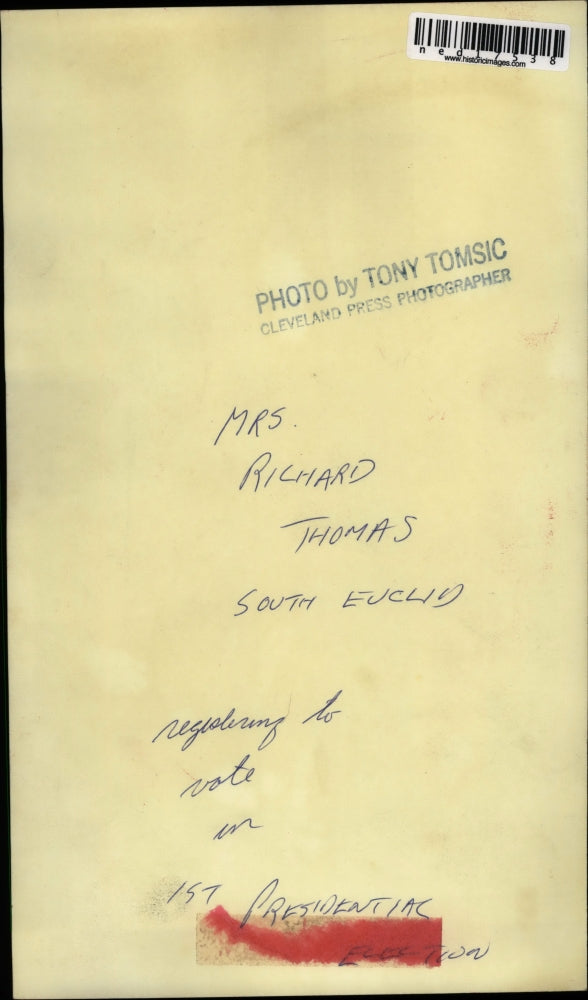 ned17538
www.historicimages.com
PHOTO by TONY TOMSIC
CLEVELAND PRESS PHOTOGRAPHER
MRS.
RICHARD
THOMAS
SOUTH EUCLID
registering to
vote
in
1ST PRESIDENTIAL
ELECTION